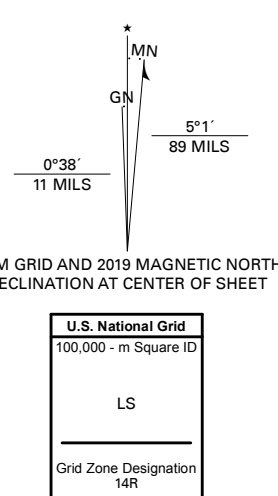 ★
MN
GN
5°1´
89 MILS
0°38´
11 MILS
M GRID AND 2019 MAGNETIC NORTH
ECLINATION AT CENTER OF SHEET
U.S. National Grid
100,000 - m Square ID
LS
Grid Zone Designation
14R